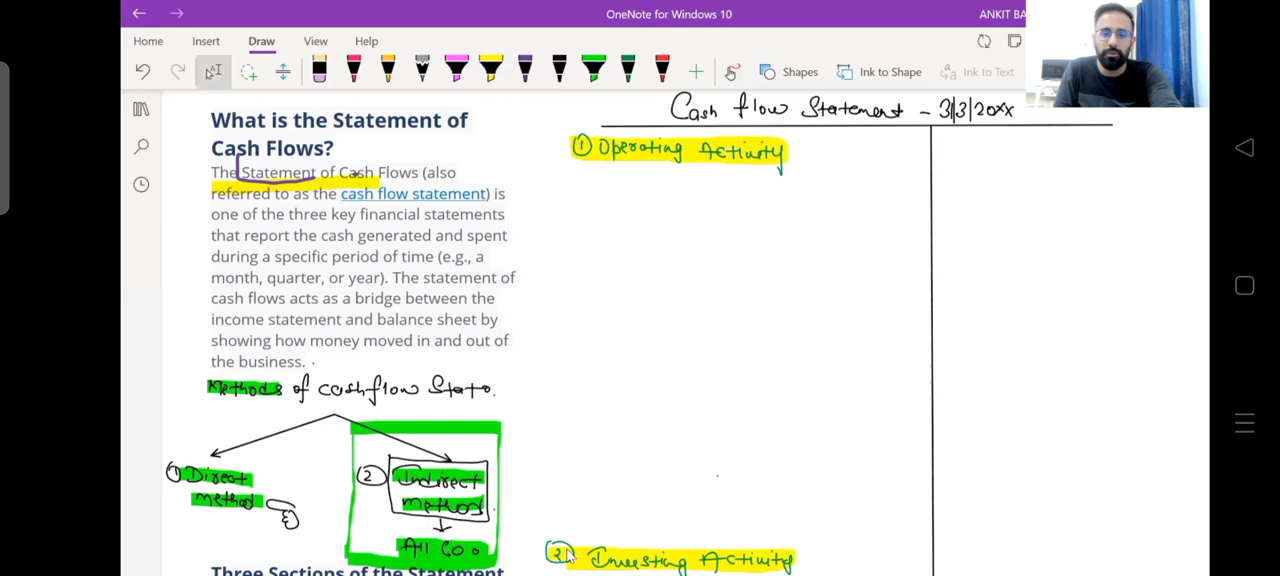 OneNote for Windows 10
ANKIT BA
Home Insert Draw View Help
Shapes Ink to Shape Ink to Text
Cash flow Statement - 31/3/20xx
What is the Statement of
Cash Flows?
The Statement of Cash Flows (also
referred to as the cash flow statement) is
one of the three key financial statements
that report the cash generated and spent
during a specific period of time (e.g., a
month, quarter, or year). The statement of
cash flows acts as a bridge between the
income statement and balance sheet by
showing how money moved in and out of
the business.
Methods of cashflow
① Direct
method
② Indirect
method
All Coo
Three Sections of the Statement
① Operating Activity
② Investing Activity